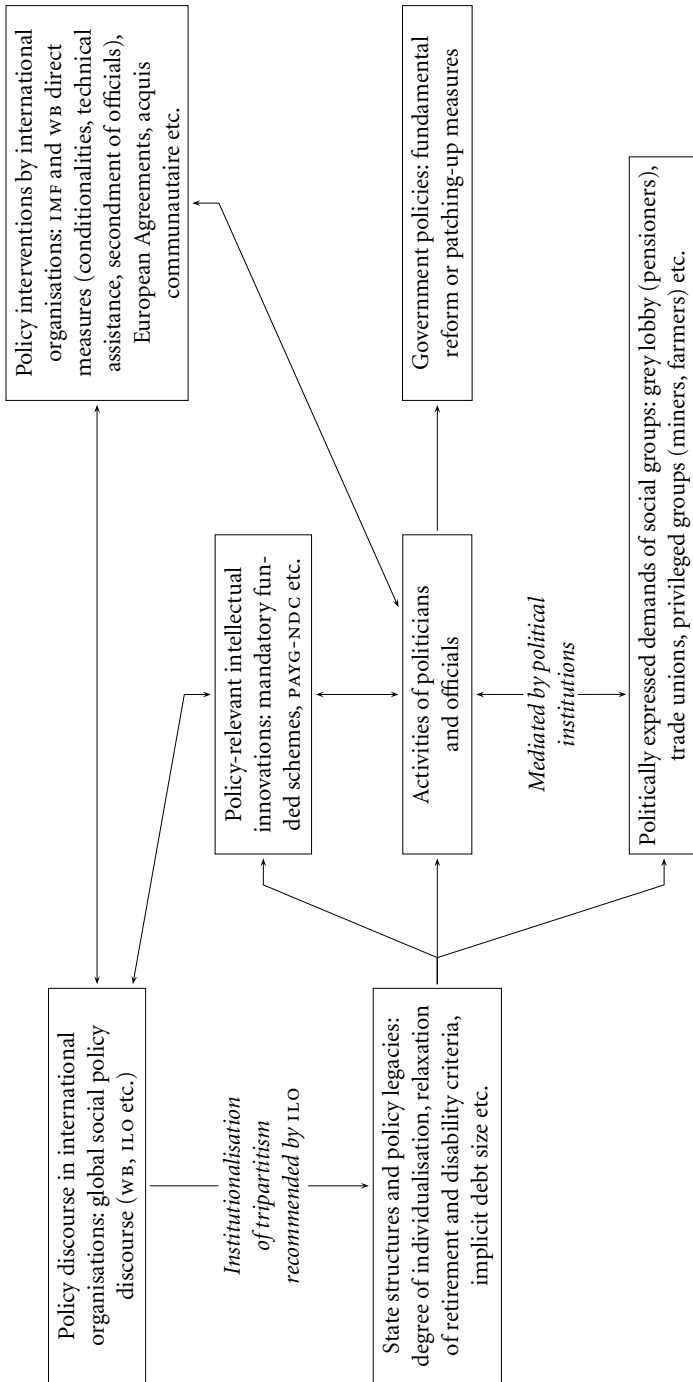 Policy discourse in international
organisations: global social policy
discourse (WB, ILO etc.)
Policy interventions by international
organisations: IMF and WB direct
measures (conditionalities, technical
assistance, secondment of officials),
European Agreements, acquis
communautaire etc.
Institutionalisation
of tripartitism
recommended by ILO
Policy-relevant intellectual
innovations: mandatory fun-
ded schemes, PAYG-NDC etc.
State structures and policy legacies:
degree of individualisation, relaxation
of retirement and disability criteria,
implicit debt size etc.
Activities of politicians
and officials
Government policies: fundamental
reform or patching-up measures
Mediated by political
institutions
Politically expressed demands of social groups: grey lobby (pensioners),
trade unions, privileged groups (miners, farmers) etc.